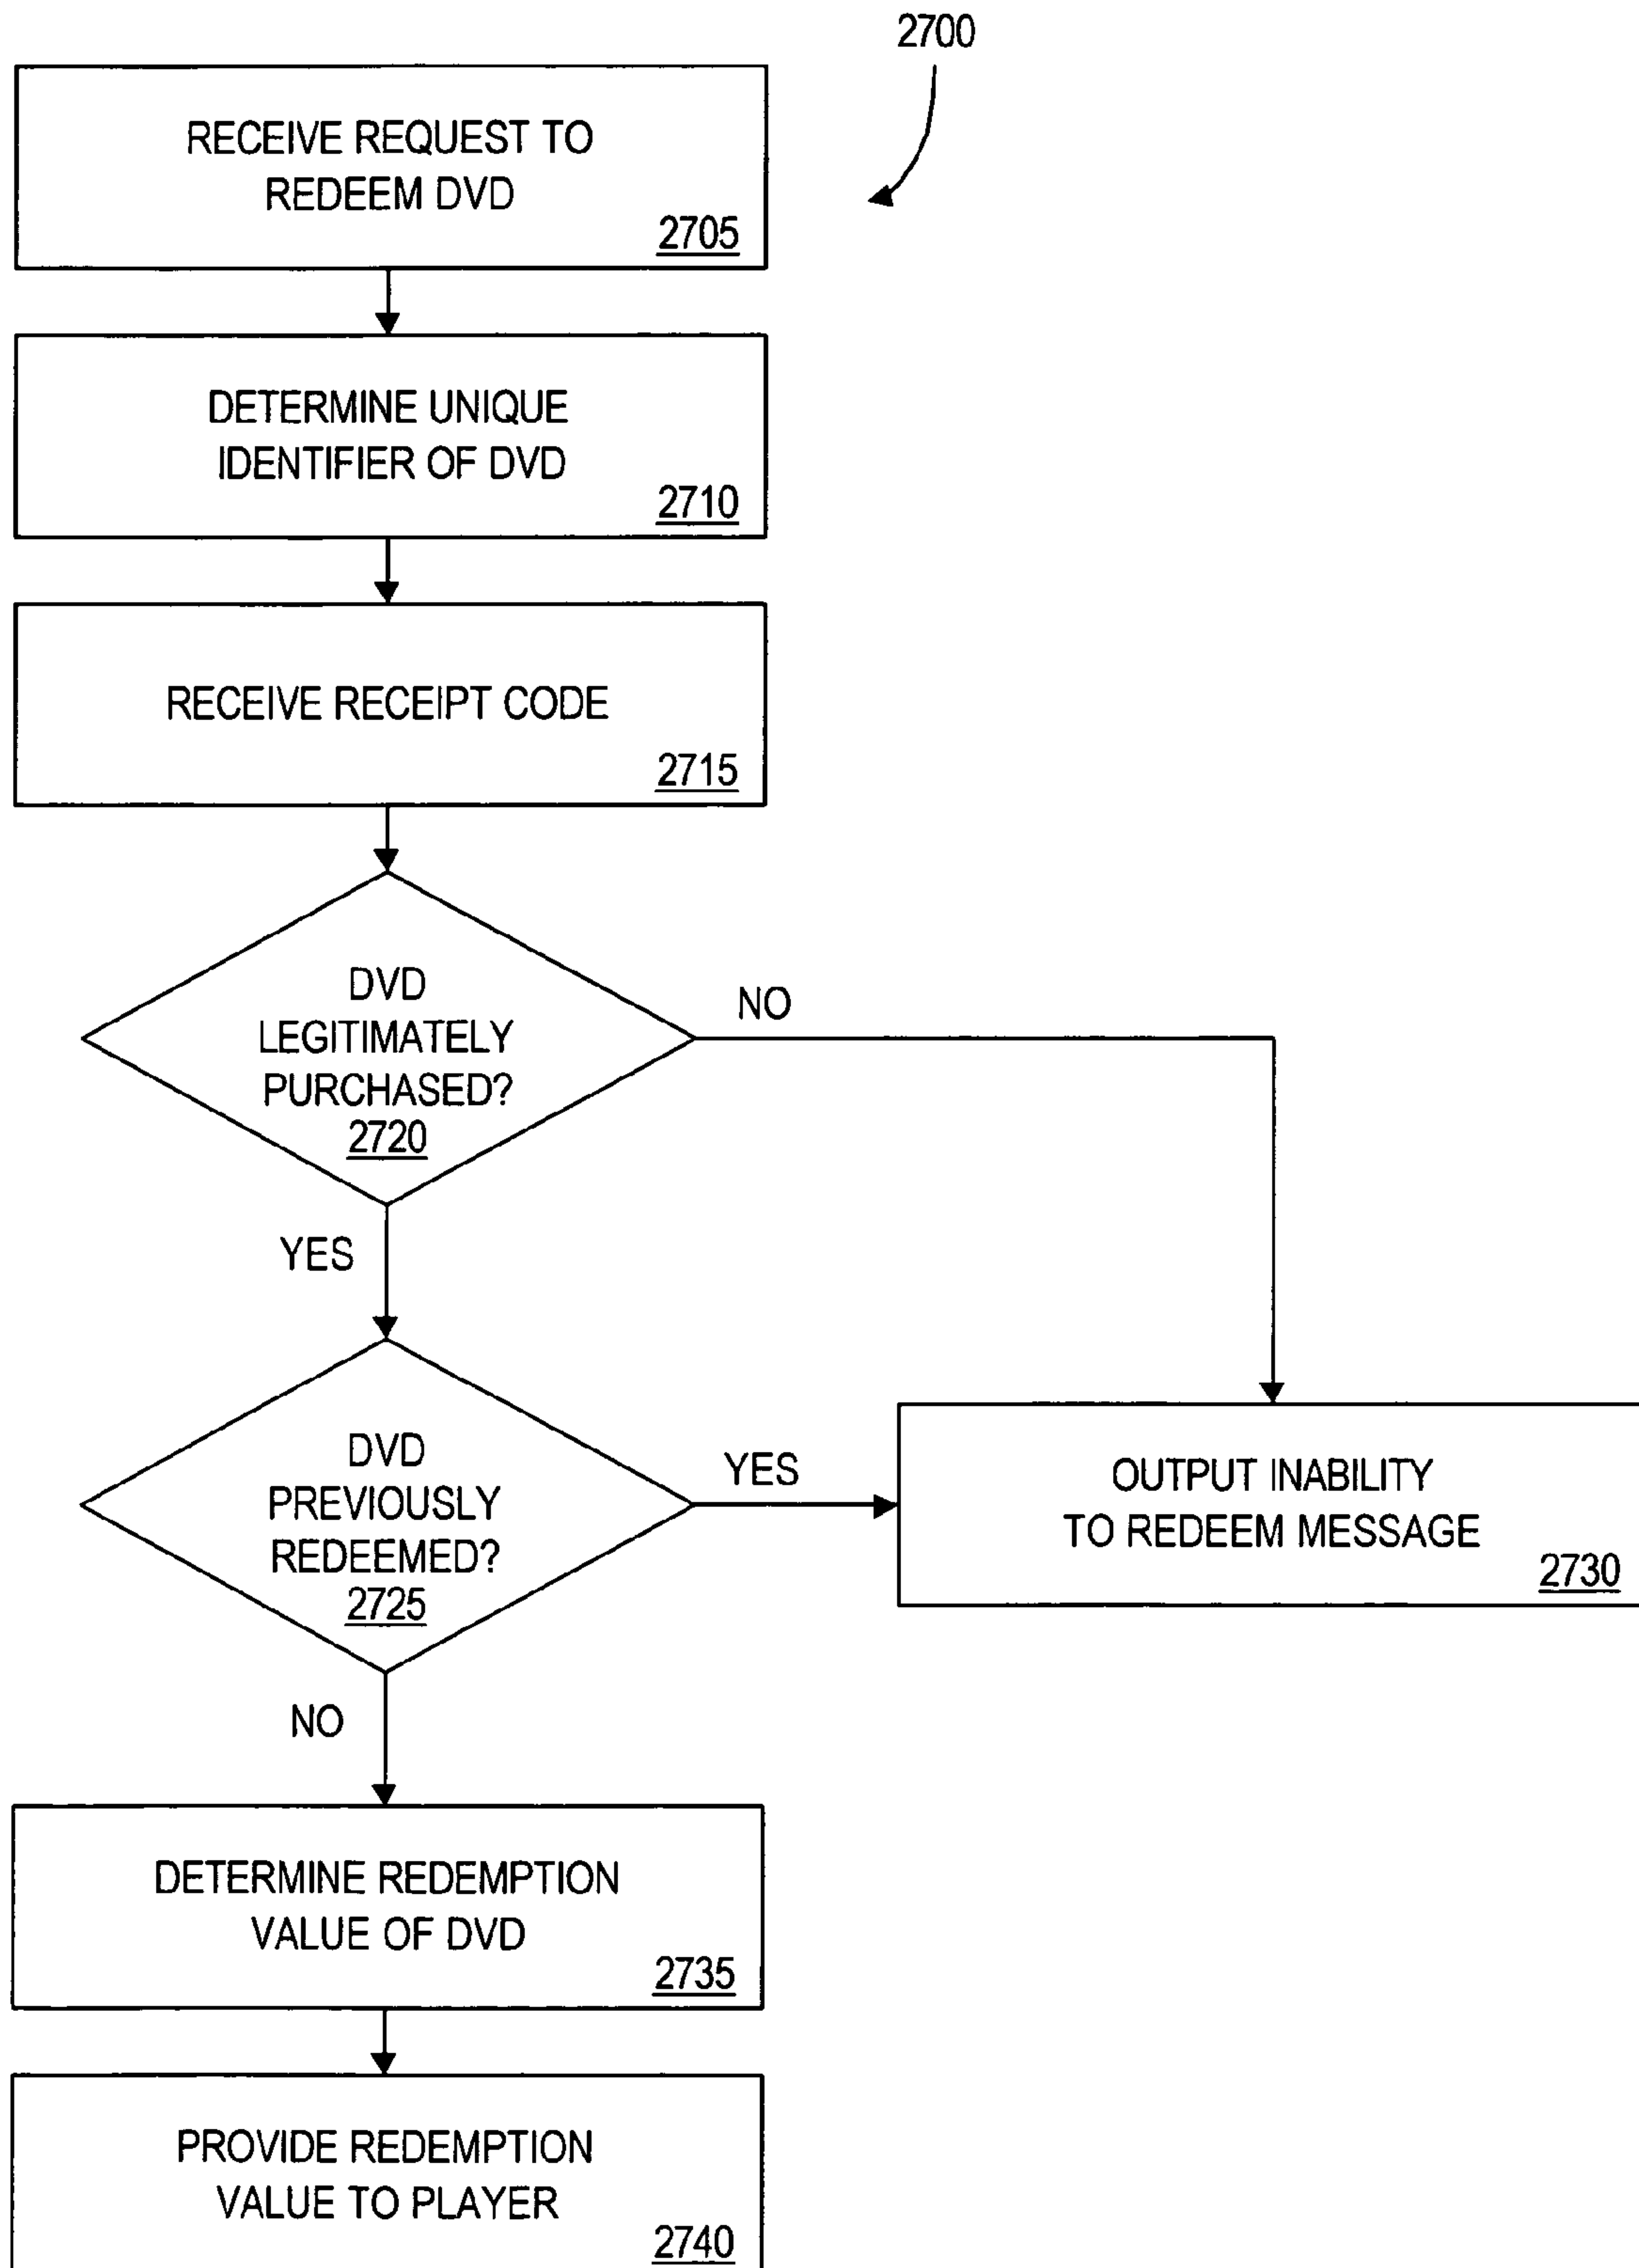 2700
RECEIVE REQUEST TO
REDEEM DVD
2705
DETERMINE UNIQUE
IDENTIFIER OF DVD
2710
RECEIVE RECEIPT CODE
2715
DVD
LEGITIMATELY
PURCHASED?
2720
NO
YES
DVD
PREVIOUSLY
REDEEMED?
2725
YES
OUTPUT INABILITY
TO REDEEM MESSAGE
2730
NO
DETERMINE REDEMPTION
VALUE OF DVD
2735
PROVIDE REDEMPTION
VALUE TO PLAYER
2740